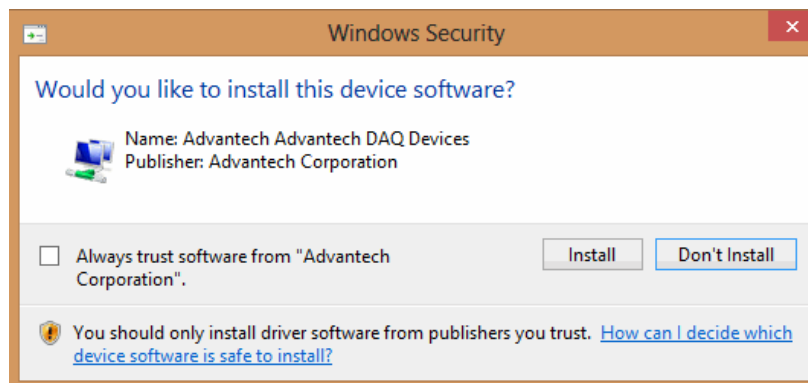 Windows Security
Would you like to install this device software?
Name: Advantech Advantech DAQ Devices
Publisher: Advantech Corporation
Always trust software from "Advantech
Corporation".
Install
Don't Install
You should only install driver software from publishers you trust. How can I decide which
device software is safe to install?